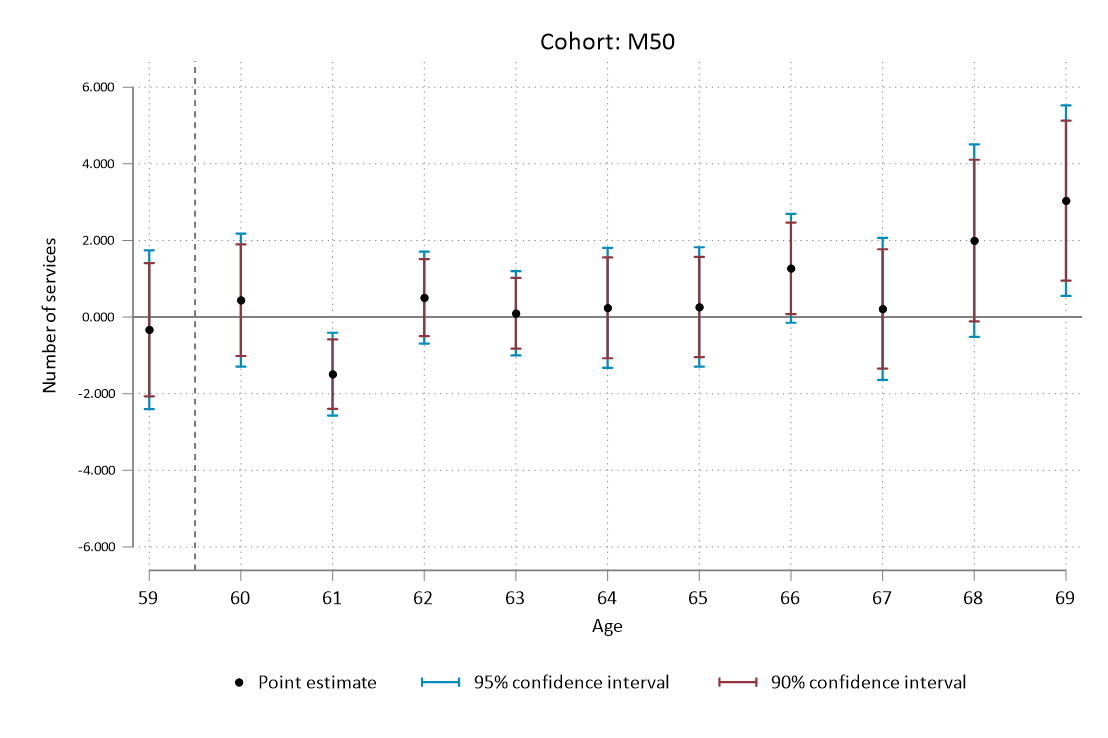 Cohort: M50
6.000
4.000
2.000
0.000
-2.000
-4.000
-6.000
Number of services
59 60 61 62 63 64 65 66 67 68 69
Age
Point estimate 95% confidence interval 90% confidence interval